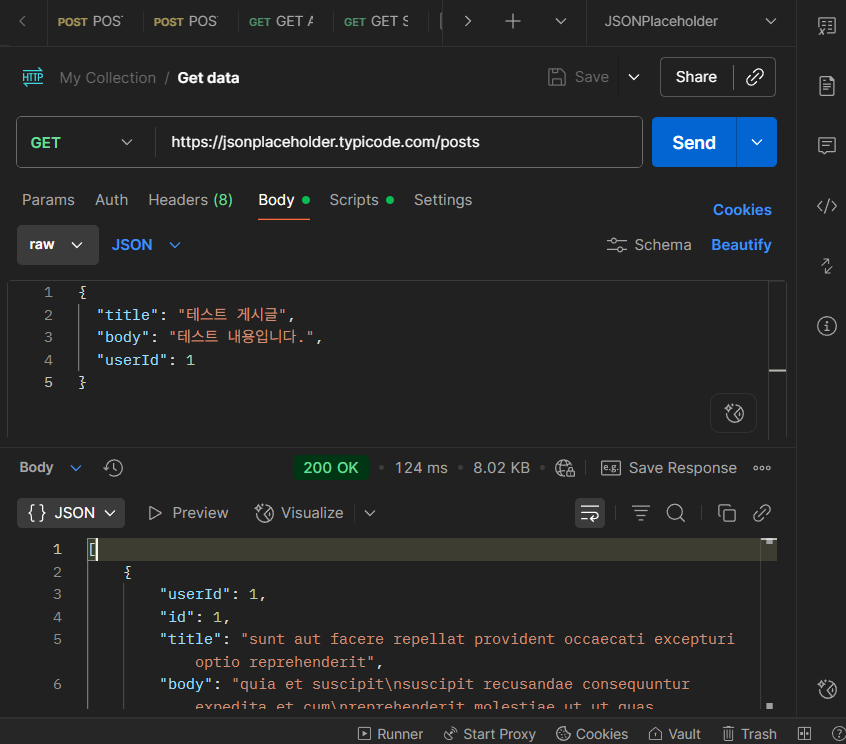 POST POS POST POS GET GET A GET GET S JSONPlaceholder
HTTP My Collection / Get data Save Share
GET https://jsonplaceholder.typicode.com/posts Send
Params Auth Headers (8) Body Scripts Settings Cookies
raw JSON Schema Beautify
1 {
2 "title": "테스트 게시글",
3 "body": "테스트 내용입니다.",
4 "userId": 1
5 }
Body 200 OK • 124 ms • 8.02 KB • e.g. Save Response
{} JSON Preview Visualize
1 [
2 {
3 "userId": 1,
4 "id": 1,
5 "title": "sunt aut facere repellat provident occaecati excepturi
optio reprehenderit",
6 "body": "quia et suscipit\nsuscipit recusandae consequuntur
expedita et cum\nreprehenderit molestiae ut ut quas
Runner Start Proxy Cookies Vault Trash